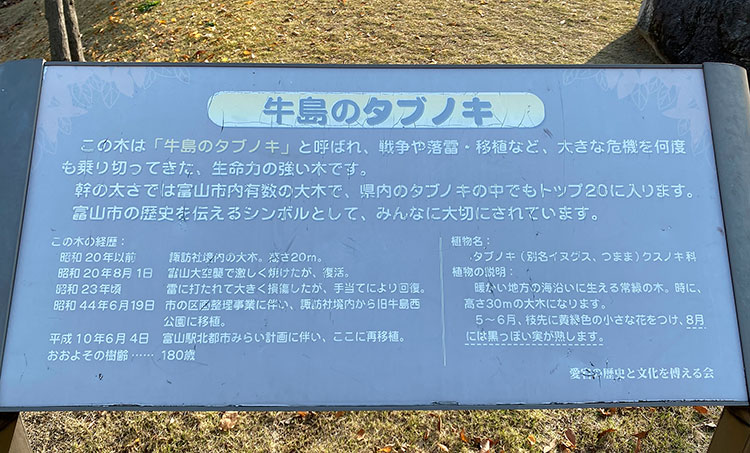 牛島のタブノキ
この木は「牛島のタブノキ」と呼ばれ、戦争や落雷・移植など、大きな危機を何度
も乗り切ってきた、生命力の強い木です。
幹の太さでは富山市内有数の大木で、県内のタブノキの中でもトップ20に入ります。
富山市の歴史を伝えるシンボルとして、みんなに大切にされています。
この木の経歴：
昭和20年以前　諏訪社境内の大木。高さ20m。
昭和20年8月1日　富山大空襲で激しく焼けたが、復活。
昭和23年頃　雷に打たれて大きく損傷したが、手当てにより回復。
昭和44年6月19日　市の区画整理事業に伴い、諏訪社境内から旧牛島西
公園に移植。
平成10年6月4日　富山駅北都市みらい計画に伴い、ここに再移植。
おおよその樹齢……　180歳
植物名：
タブノキ（別名イヌグス、つまま）クスノキ科
植物の説明：
暖かい地方の海沿いに生える常緑の木。時に、
高さ30mの大木になります。
5～6月、枝先に黄緑色の小さな花をつけ、8月
には黒っぽい実が熟します。
愛宕の歴史と文化を伝える会